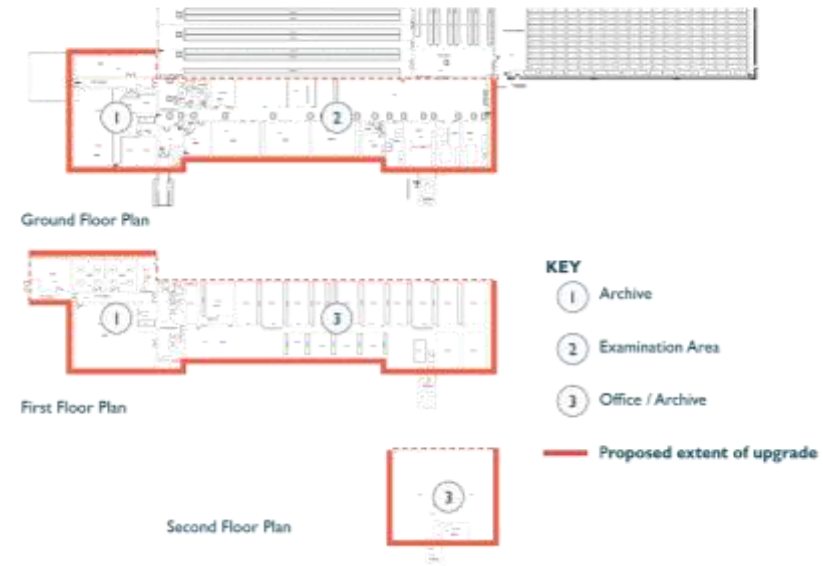 1
2
Ground Floor Plan
1
3
First Floor Plan
KEY
1 Archive
2 Examination Area
3 Office / Archive
Proposed extent of upgrade
3
Second Floor Plan